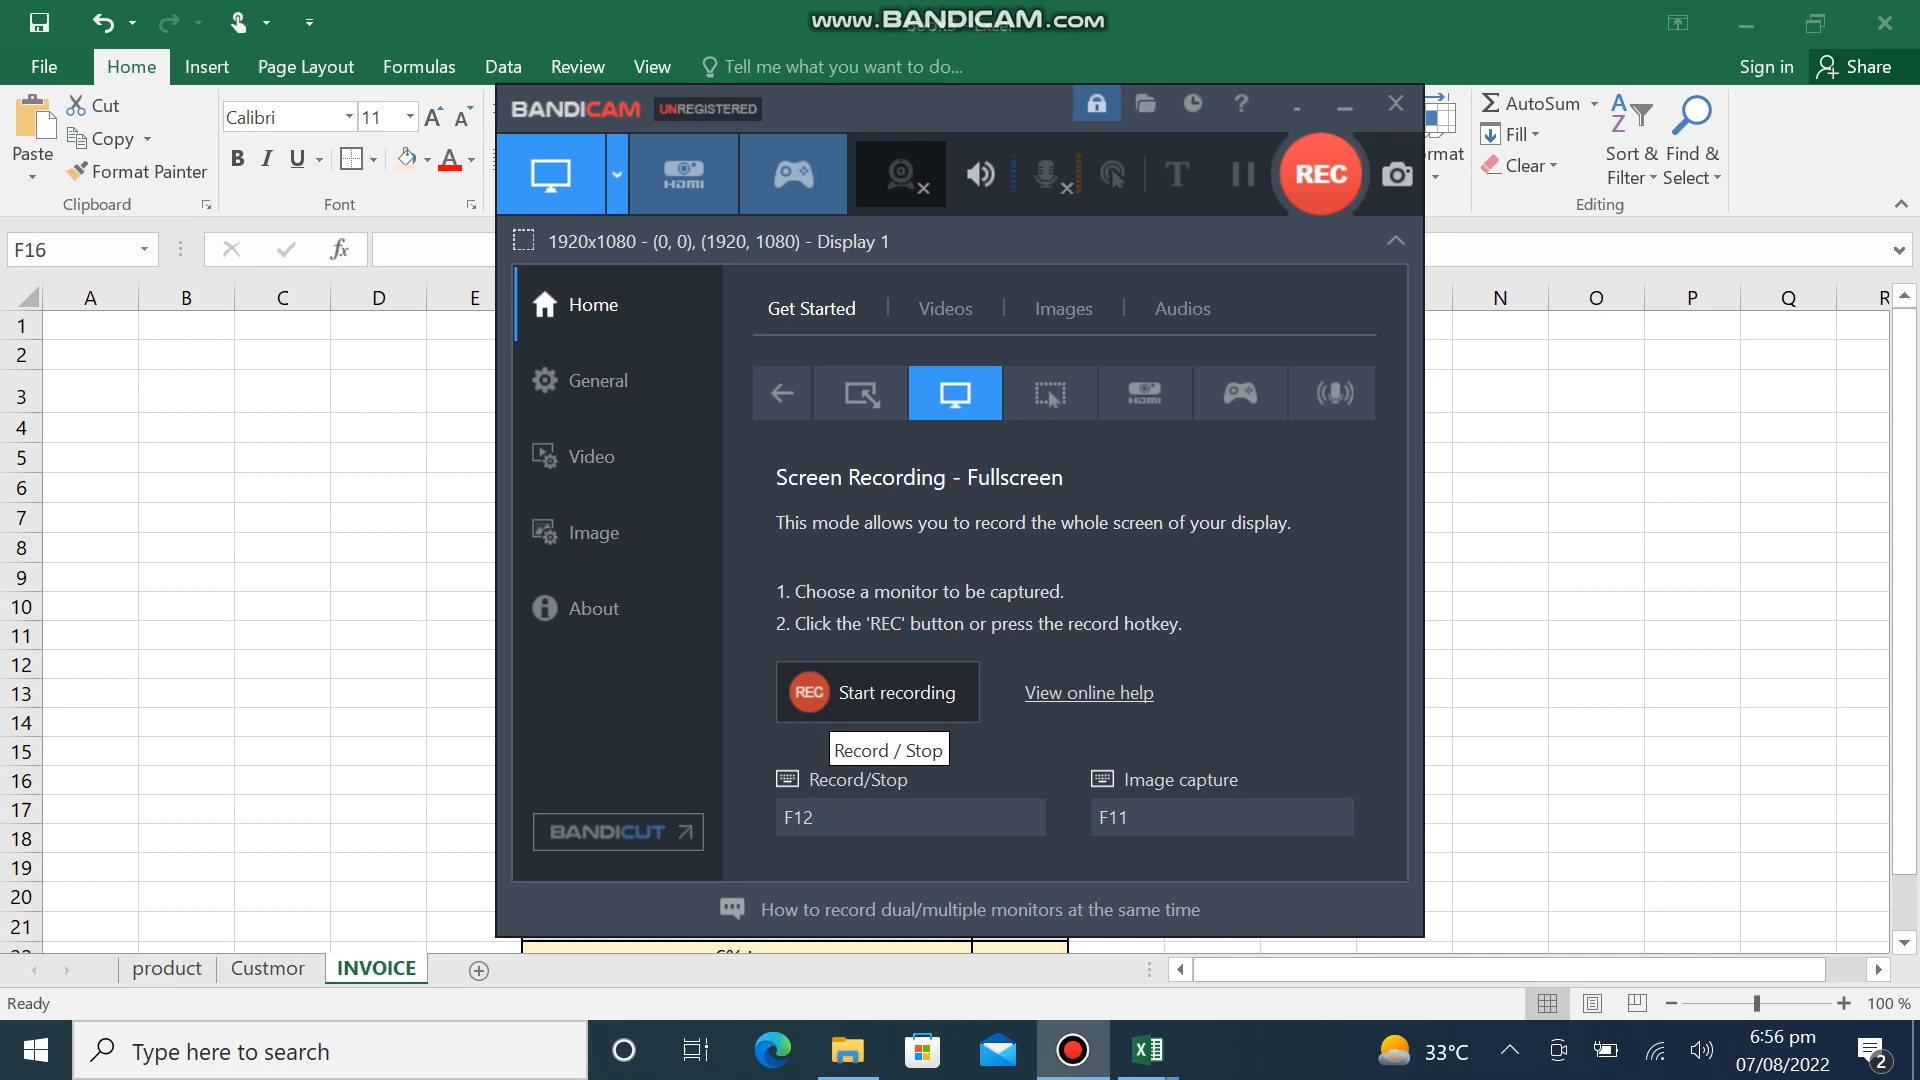 www.BANDICAM.com
File
Home
Insert
Page Layout
Formulas
Data
Review
View
Tell me what you want to do...
Sign in
Share
Paste
Cut
Copy
Format Painter
Clipboard
Calibri
11
B I U
Font
AutoSum
Fill
Clear
Sort & Filter
Find & Select
Editing
F16
fx
A B C D E N O P Q R
1
2
3
4
5
6
7
8
9
10
11
12
13
14
15
16
17
18
19
20
21
BANDICAM UNREGISTERED
HDMI
REC
1920x1080 - (0, 0), (1920, 1080) - Display 1
Home
General
Video
Image
About
BANDICUT
Get Started
Videos
Images
Audios
HDMI
Screen Recording - Fullscreen
This mode allows you to record the whole screen of your display.
1. Choose a monitor to be captured.
2. Click the 'REC' button or press the record hotkey.
REC Start recording
View online help
Record / Stop
Record/Stop
Image capture
F12
F11
How to record dual/multiple monitors at the same time
product
Custmor
INVOICE
Ready
100 %
Type here to search
33°C
6:56 pm
07/08/2022
2